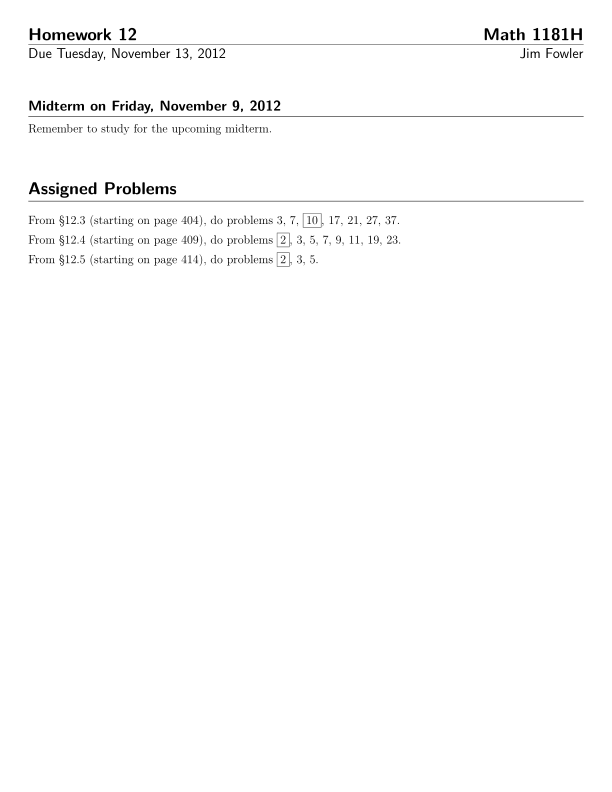 Homework 12 Math 1181H
Due Tuesday, November 13, 2012 Jim Fowler
Midterm on Friday, November 9, 2012
Remember to study for the upcoming midterm.
Assigned Problems
From §12.3 (starting on page 404), do problems 3, 7, 10, 17, 21, 27, 37.
From §12.4 (starting on page 409), do problems 2, 3, 5, 7, 9, 11, 19, 23.
From §12.5 (starting on page 414), do problems 2, 3, 5.